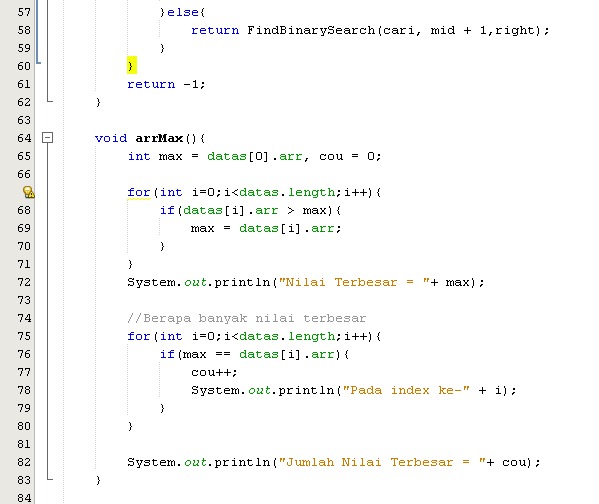 57 }else{
58 return FindBinarySearch(cari, mid + 1,right);
59 }
60 }
61 return -1;
62 }
63
64 void arrMax(){
65 int max = datas[0].arr, cou = 0;
66
for(int i=0;i<datas.length;i++){
68 if(datas[i].arr > max){
69 max = datas[i].arr;
70 }
71 }
72 System.out.println("Nilai Terbesar = "+ max);
73
74 //Berapa banyak nilai terbesar
75 for(int i=0;i<datas.length;i++){
76 if(max == datas[i].arr){
77 cou++;
78 System.out.println("Pada index ke-" + i);
79 }
80 }
81
82 System.out.println("Jumlah Nilai Terbesar = "+ cou);
83 }
84